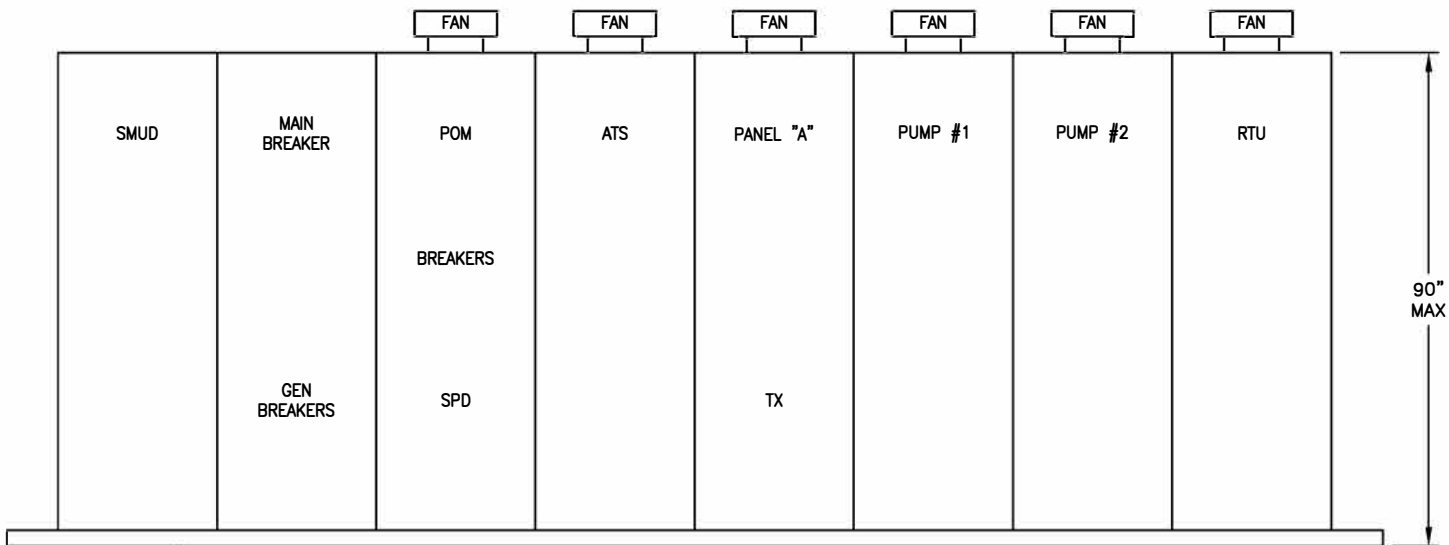 FAN
FAN
FAN
FAN
FAN
FAN
SMUD
MAIN
BREAKER
POM
ATS
PANEL "A"
PUMP #1
PUMP #2
RTU
BREAKERS
90"
MAX
GEN
BREAKERS
SPD
TX